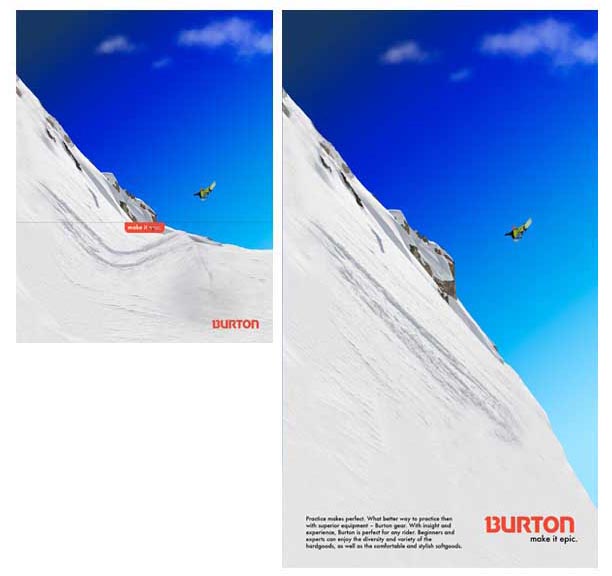 make it epic.
BURTON
Practice makes perfect. What better way to practice then
with superior equipment – Burton gear. With insight and
experience, Burton is perfect for any rider. Beginners and
experts can enjoy the diversity and variety of the
hardgoods, as well as the comfortable and stylish softgoods.
BURTON
make it epic.